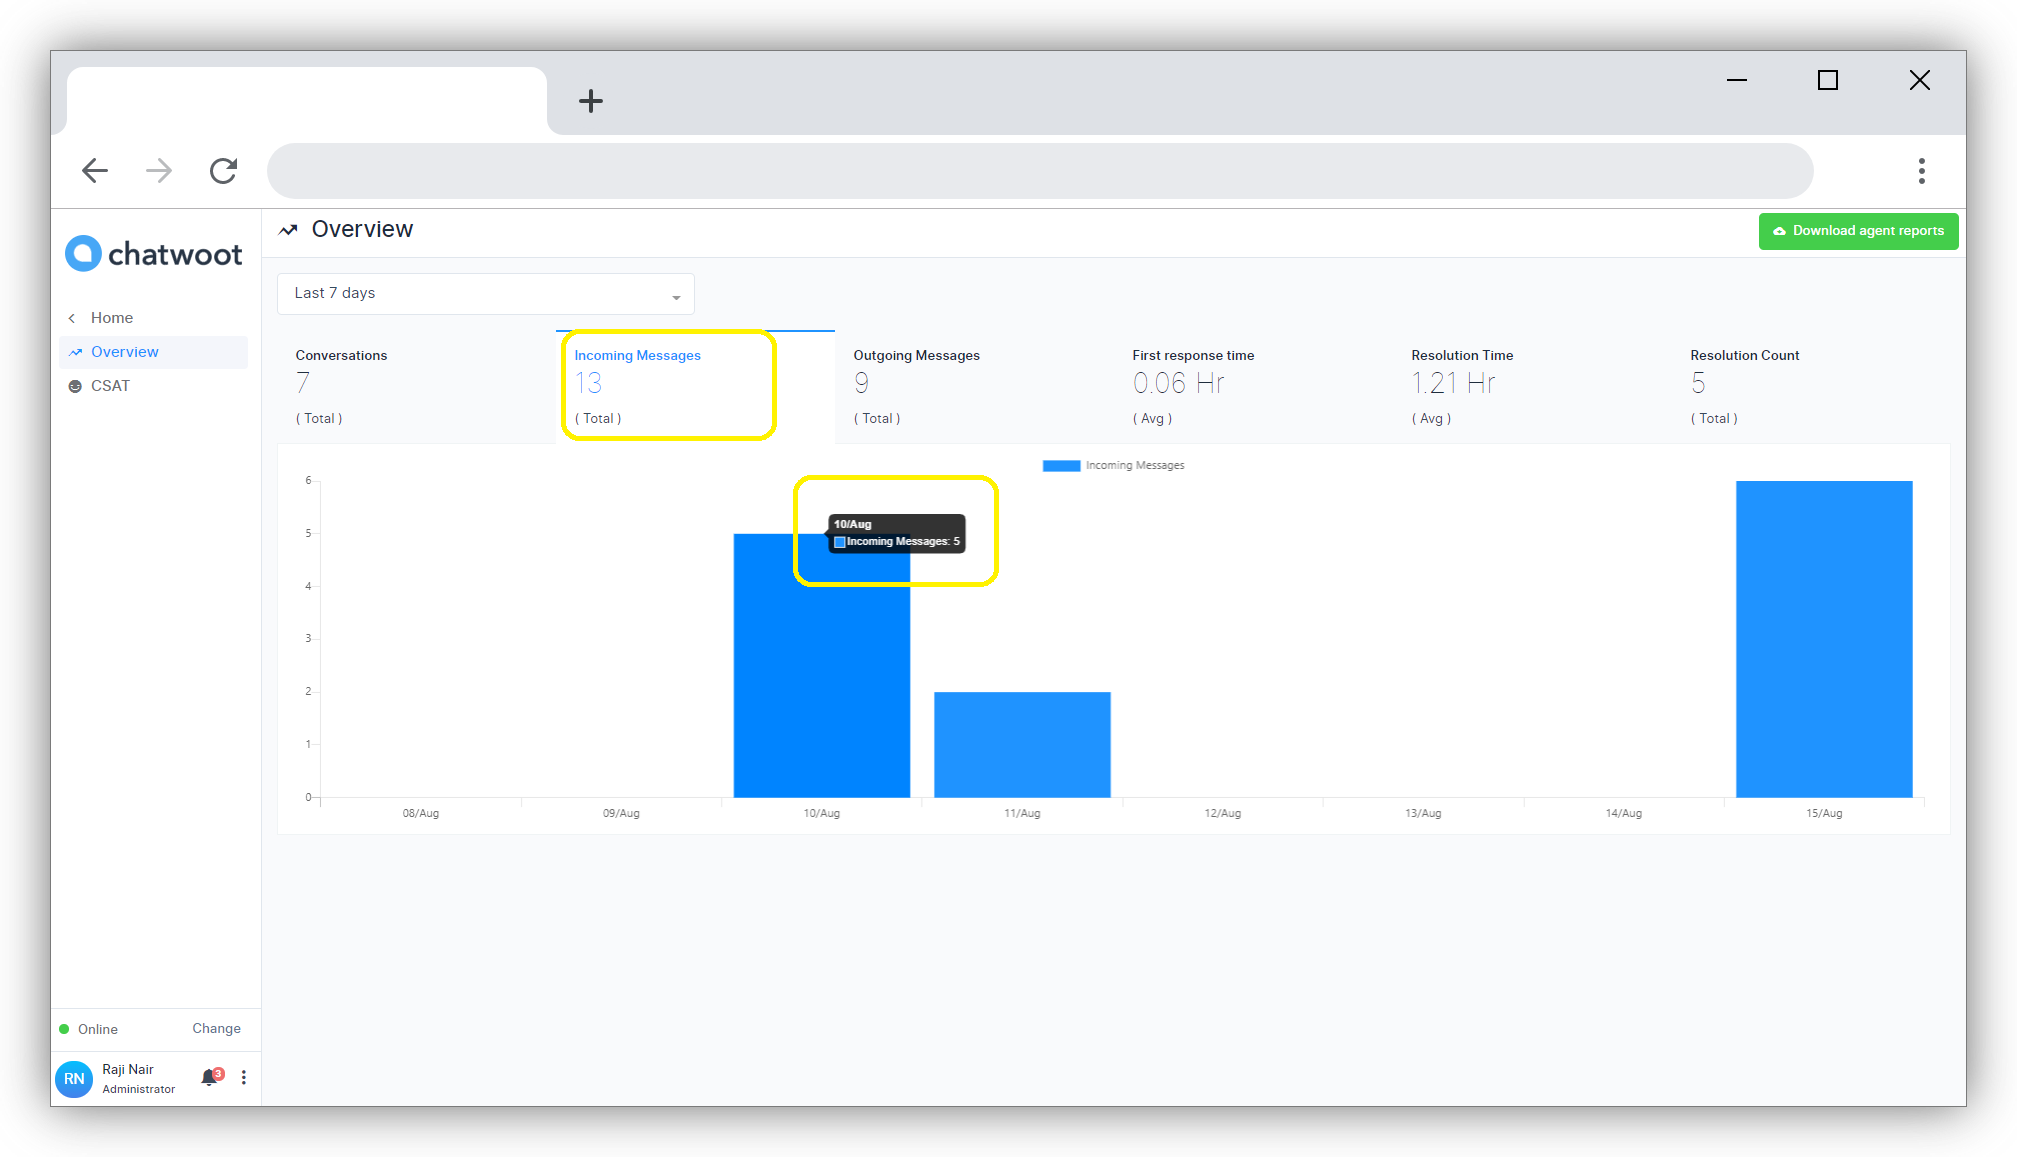 chatwoot
Overview
Download agent reports
Home
Overview
CSAT
Last 7 days
Conversations
7
( Total )
Incoming Messages
13
( Total )
Outgoing Messages
9
( Total )
First response time
0.06 Hr
( Avg )
Resolution Time
1.21 Hr
( Avg )
Resolution Count
5
( Total )
Incoming Messages
6
5
4
3
2
1
0
10/Aug
Incoming Messages: 5
08/Aug
09/Aug
10/Aug
11/Aug
12/Aug
13/Aug
14/Aug
15/Aug
Online
Change
RN
Raji Nair
Administrator
3